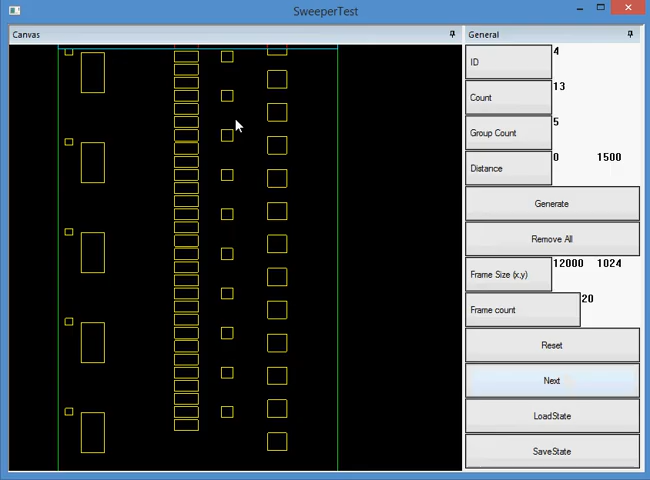 SweeperTest
Canvas
General
ID
4
Count
13
Group Count
5
Distance
0 1500
Generate
Remove All
Frame Size (x,y)
12000 1024
Frame count
20
Reset
Next
LoadState
SaveState